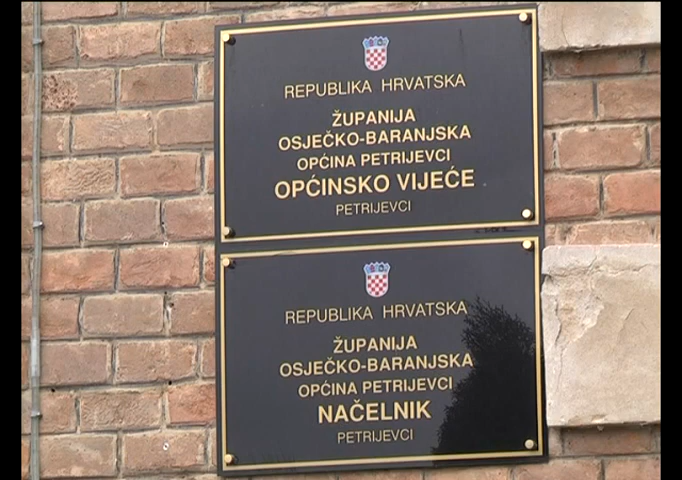 REPUBLIKA HRVATSKA
ŽUPANIJA
OSJEČKO-BARANJSKA
OPĆINA PETRIJEVCI
OPĆINSKO VIJEĆE
PETRIJEVCI
REPUBLIKA HRVATSKA
ŽUPANIJA
OSJEČKO-BARANJSKA
OPĆINA PETRIJEVCI
NAČELNIK
PETRIJEVCI